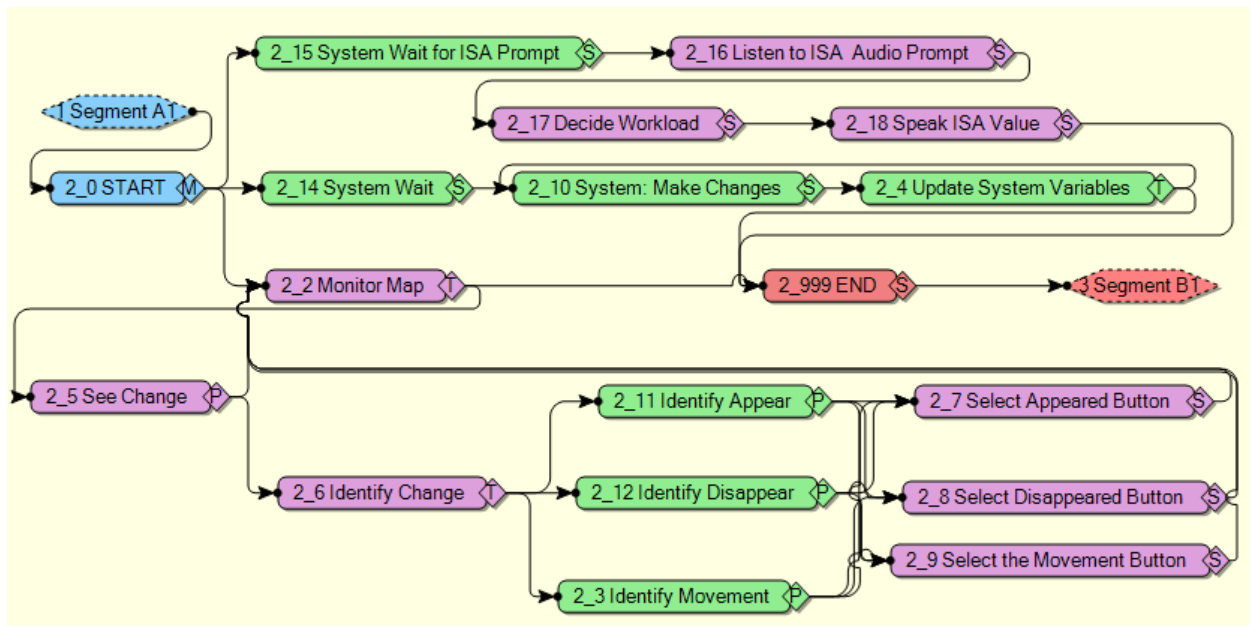 2_15 System Wait for ISA Prompt S
2_16 Listen to ISA Audio Prompt S
1 Segment A1
2_17 Decide Workload S
2_18 Speak ISA Value S
2_0 START M
2_14 System Wait S
2_10 System: Make Changes S
2_4 Update System Variables T
2_2 Monitor Map T
2_999 END S
3 Segment B1
2_5 See Change P
2_11 Identify Appear P
2_7 Select Appeared Button S
2_6 Identify Change T
2_12 Identify Disappear P
2_8 Select Disappeared Button S
2_9 Select the Movement Button S
2_3 Identify Movement P